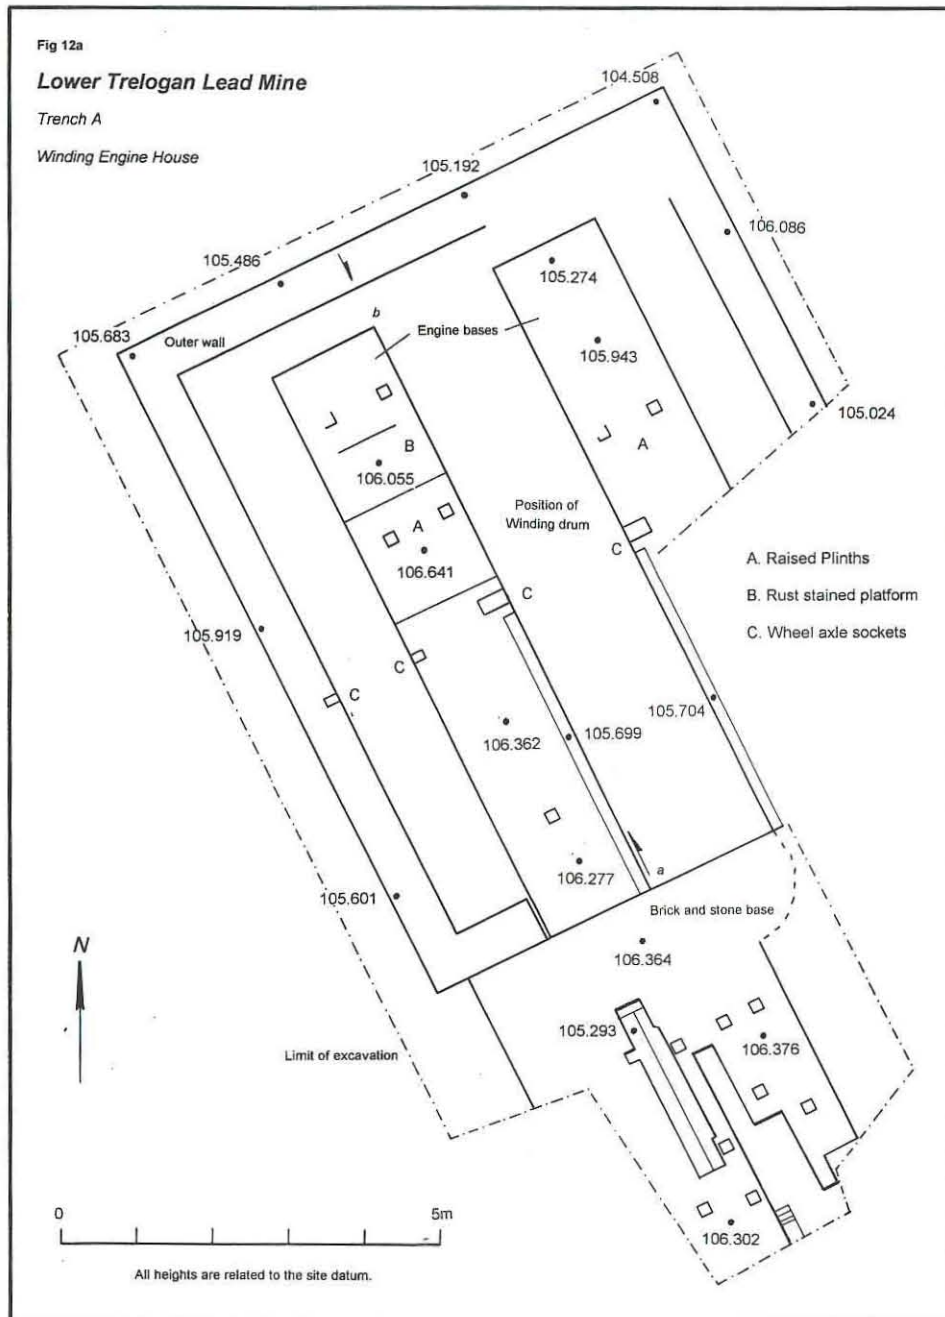 Fig 12a
Lower Trelogan Lead Mine
Trench A
Winding Engine House
104.508
105.192
106.086
105.486
105.274
b
Engine bases
105.683
Outer wall
105.943
105.024
B
A
106.055
Position of
Winding drum
A
C
106.641
A. Raised Plinths
C
B. Rust stained platform
105.919
C. Wheel axle sockets
C
C
105.704
106.362
105.699
a
106.277
105.601
Brick and stone base
N
106.364
105.293
106.376
Limit of excavation
0
5m
106.302
All heights are related to the site datum.